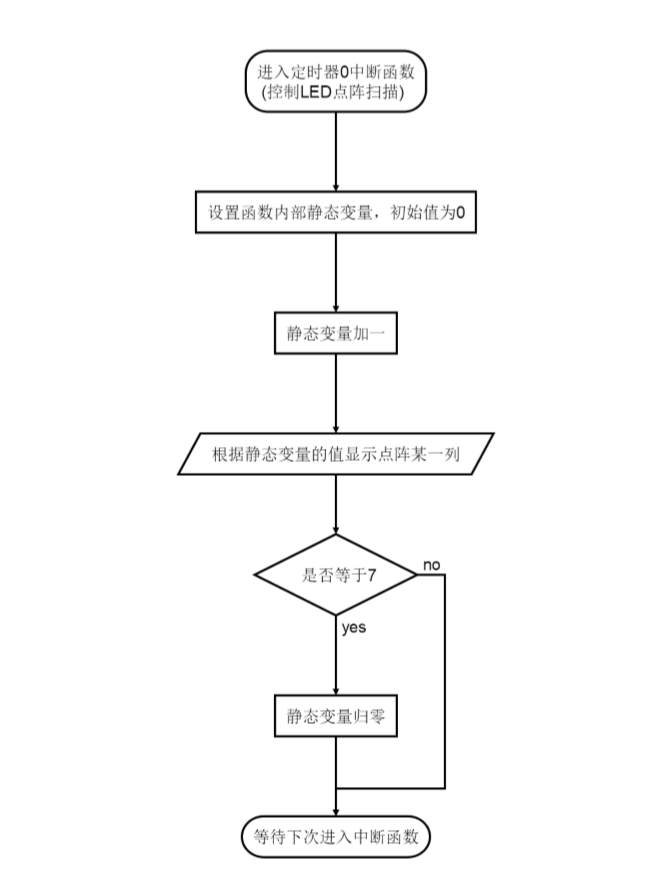 进入定时器0中断函数
(控制LED点阵扫描)
设置函数内部静态变量，初始值为0
静态变量加一
根据静态变量的值显示点阵某一列
是否等于7
no
yes
静态变量归零
等待下次进入中断函数